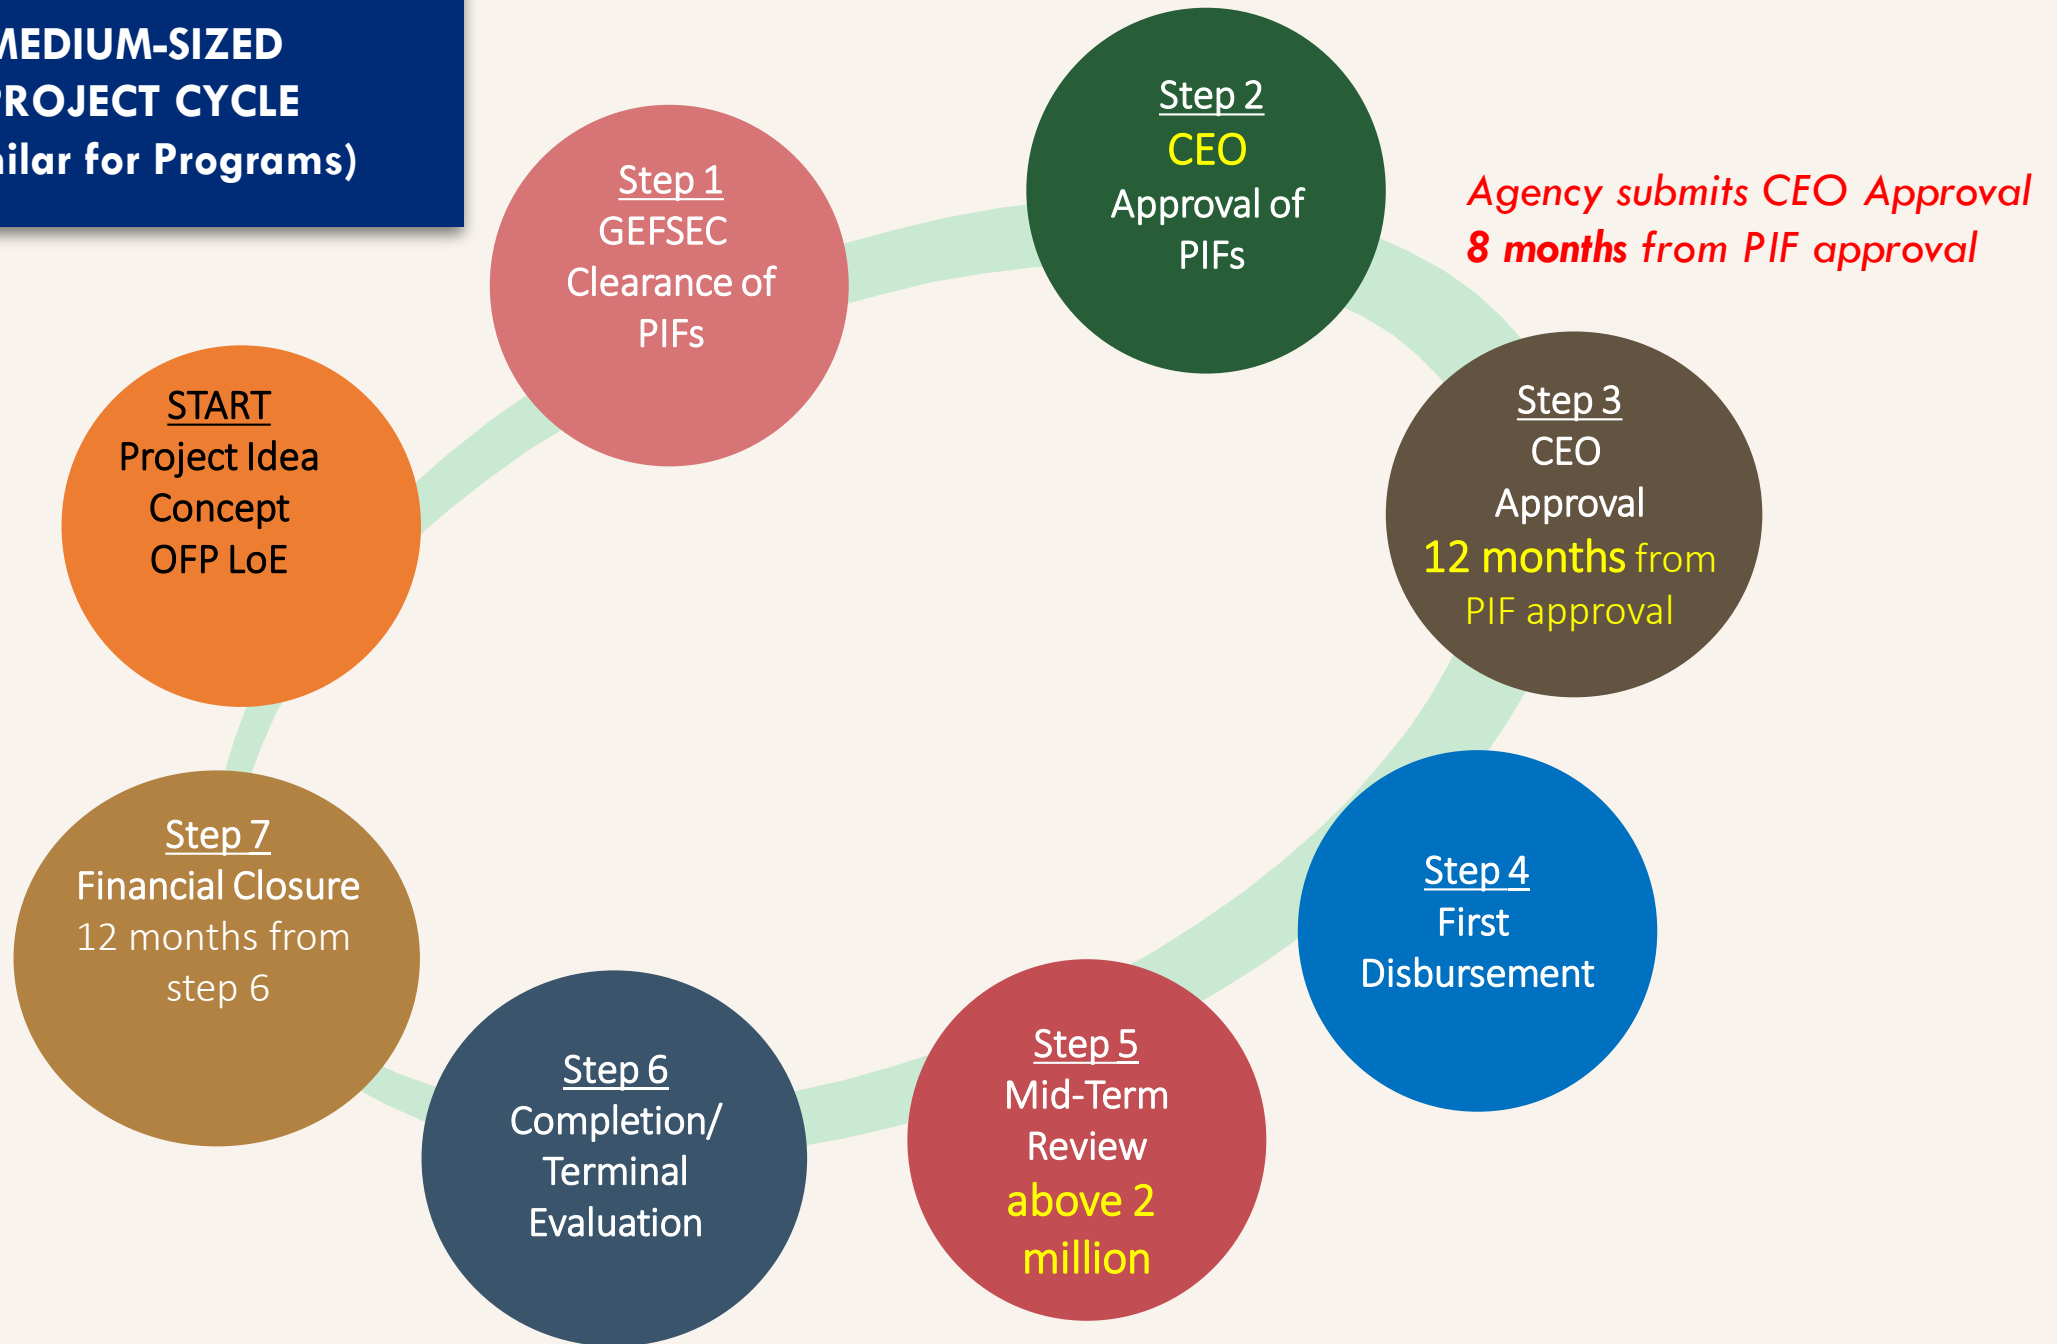 MEDIUM-SIZED
PROJECT CYCLE
ilar for Programs)
START
Project Idea
Concept
OFP LoE
Step 1
GEFSEC
Clearance of
PIFs
Step 2
CEO
Approval of
PIFs
Agency submits CEO Approval
8 months from PIF approval
Step 3
CEO
Approval
12 months from
PIF approval
Step 4
First
Disbursement
Step 5
Mid-Term
Review
above 2
million
Step 6
Completion/
Terminal
Evaluation
Step 7
Financial Closure
12 months from
step 6